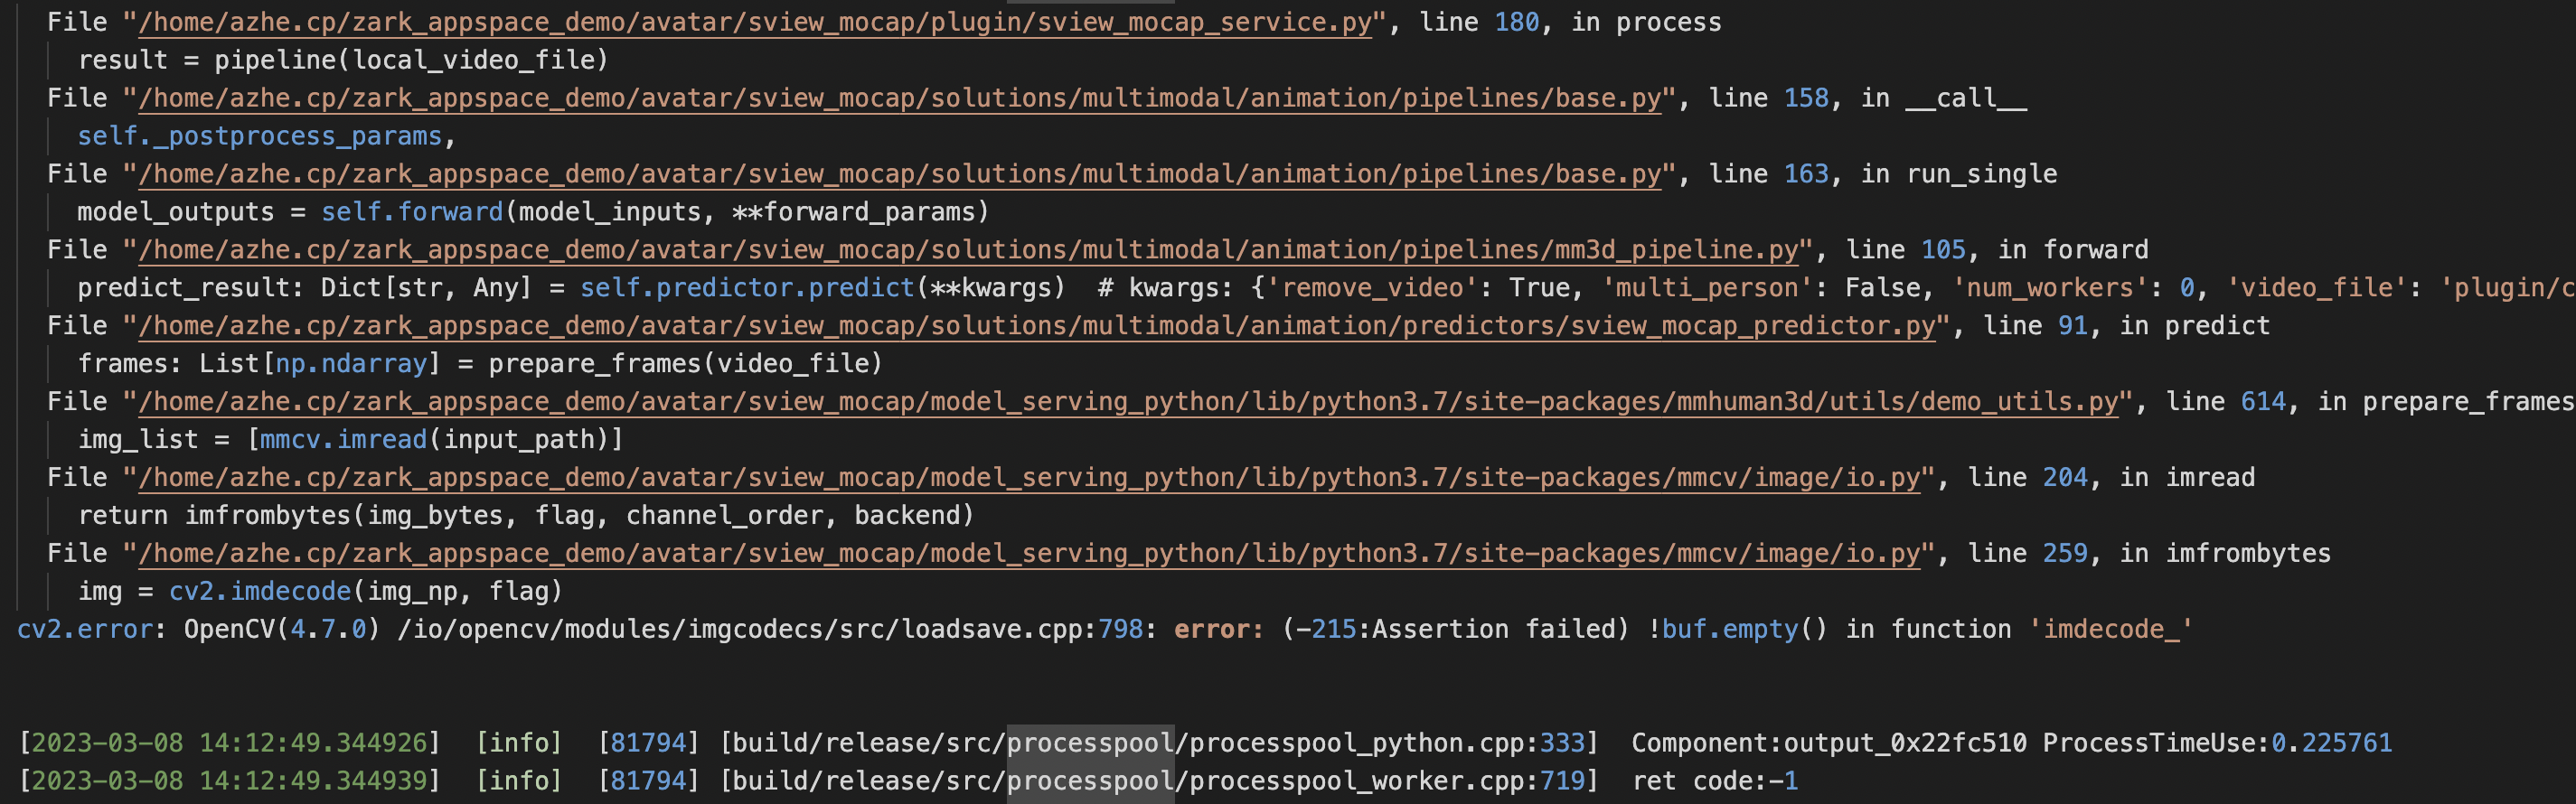 File "/home/azhe.cp/zark_appspace_demo/avatar/sview_mocap/plugin/sview_mocap_service.py", line 180, in process
result = pipeline(local_video_file)
File "/home/azhe.cp/zark_appspace_demo/avatar/sview_mocap/solutions/multimodal/animation/pipelines/base.py", line 158, in __call__
self._postprocess_params,
File "/home/azhe.cp/zark_appspace_demo/avatar/sview_mocap/solutions/multimodal/animation/pipelines/base.py", line 163, in run_single
model_outputs = self.forward(model_inputs, **forward_params)
File "/home/azhe.cp/zark_appspace_demo/avatar/sview_mocap/solutions/multimodal/animation/pipelines/mm3d_pipeline.py", line 105, in forward
predict_result: Dict[str, Any] = self.predictor.predict(**kwargs)  # kwargs: {'remove_video': True, 'multi_person': False, 'num_workers': 0, 'video_file': 'plugin/c
File "/home/azhe.cp/zark_appspace_demo/avatar/sview_mocap/solutions/multimodal/animation/predictors/sview_mocap_predictor.py", line 91, in predict
frames: List[np.ndarray] = prepare_frames(video_file)
File "/home/azhe.cp/zark_appspace_demo/avatar/sview_mocap/model_serving_python/lib/python3.7/site-packages/mmhuman3d/utils/demo_utils.py", line 614, in prepare_frames
img_list = [mmcv.imread(input_path)]
File "/home/azhe.cp/zark_appspace_demo/avatar/sview_mocap/model_serving_python/lib/python3.7/site-packages/mmcv/image/io.py", line 204, in imread
return imfrombytes(img_bytes, flag, channel_order, backend)
File "/home/azhe.cp/zark_appspace_demo/avatar/sview_mocap/model_serving_python/lib/python3.7/site-packages/mmcv/image/io.py", line 259, in imfrombytes
img = cv2.imdecode(img_np, flag)
cv2.error: OpenCV(4.7.0) /io/opencv/modules/imgcodecs/src/loadsave.cpp:798: error: (-215:Assertion failed) !buf.empty() in function 'imdecode_'
[2023-03-08 14:12:49.344926]  [info]  [81794] [build/release/src/processpool/processpool_python.cpp:333]  Component:output_0x22fc510 ProcessTimeUse:0.225761
[2023-03-08 14:12:49.344939]  [info]  [81794] [build/release/src/processpool/processpool_worker.cpp:719]  ret code:-1